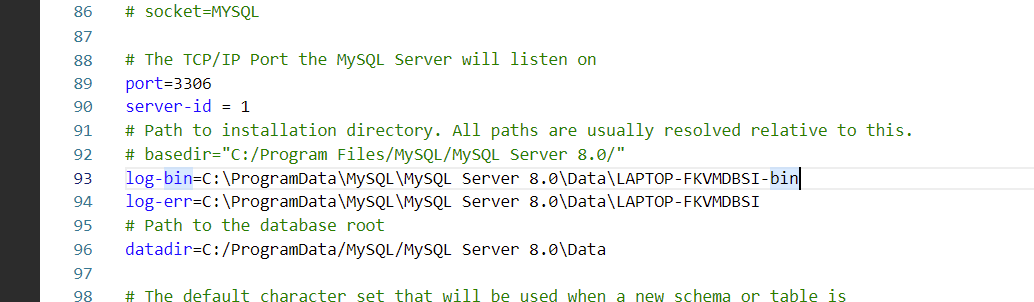 86 # socket=MYSQL
87
88 # The TCP/IP Port the MySQL Server will listen on
89 port=3306
90 server-id = 1
91 # Path to installation directory. All paths are usually resolved relative to this.
92 # basedir="C:/Program Files/MySQL/MySQL Server 8.0/"
93 log-bin=C:\ProgramData\MySQL\MySQL Server 8.0\Data\LAPTOP-FKVMDBSI-bin
94 log-err=C:\ProgramData\MySQL\MySQL Server 8.0\Data\LAPTOP-FKVMDBSI
95 # Path to the database root
96 datadir=C:/ProgramData/MySQL/MySQL Server 8.0\Data
97
98 # The default character set that will be used when a new schema or table is